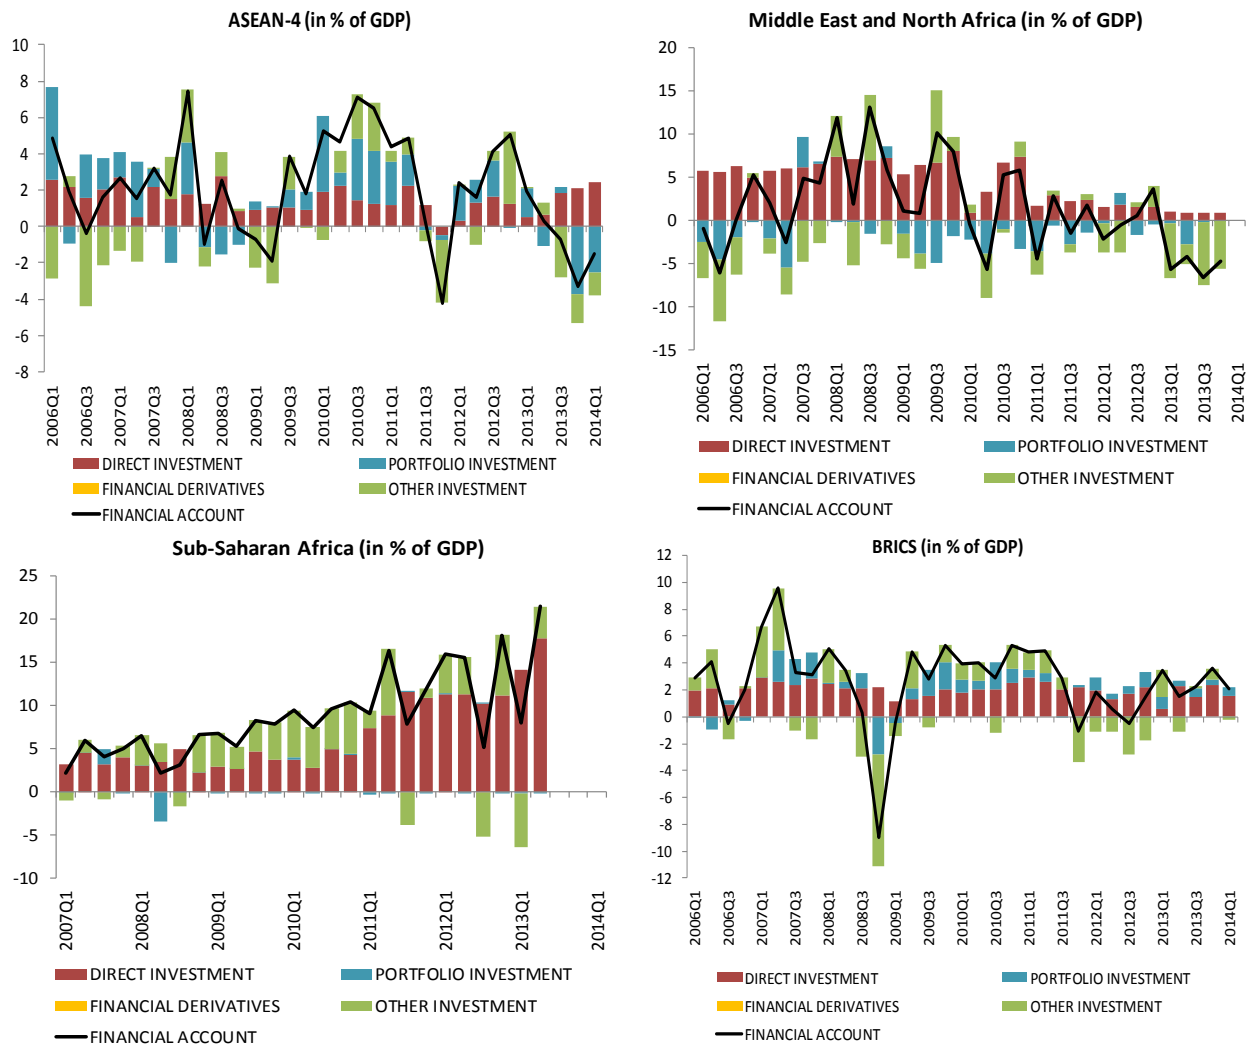 ASEAN-4 (in % of GDP)
10
8
6
4
2
0
-2
-4
-6
-8
2006Q1
2006Q3
2007Q1
2007Q3
2008Q1
2008Q3
2009Q1
2009Q3
2010Q1
2010Q3
2011Q1
2011Q3
2012Q1
2012Q3
2013Q1
2013Q3
2014Q1
DIRECT INVESTMENT PORTFOLIO INVESTMENT
FINANCIAL DERIVATIVES OTHER INVESTMENT
FINANCIAL ACCOUNT
Middle East and North Africa (in % of GDP)
20
15
10
5
0
-5
-10
-15
2006Q1
2006Q3
2007Q1
2007Q3
2008Q1
2008Q3
2009Q1
2009Q3
2010Q1
2010Q3
2011Q1
2011Q3
2012Q1
2012Q3
2013Q1
2013Q3
2014Q1
DIRECT INVESTMENT PORTFOLIO INVESTMENT
FINANCIAL DERIVATIVES OTHER INVESTMENT
FINANCIAL ACCOUNT
Sub-Saharan Africa (in % of GDP)
25
20
15
10
5
0
-5
-10
2007Q1
2008Q1
2009Q1
2010Q1
2011Q1
2012Q1
2013Q1
2014Q1
DIRECT INVESTMENT PORTFOLIO INVESTMENT
FINANCIAL DERIVATIVES OTHER INVESTMENT
FINANCIAL ACCOUNT
BRICS (in % of GDP)
12
10
8
6
4
2
0
-2
-4
-6
-8
-10
-12
2006Q1
2006Q3
2007Q1
2007Q3
2008Q1
2008Q3
2009Q1
2009Q3
2010Q1
2010Q3
2011Q1
2011Q3
2012Q1
2012Q3
2013Q1
2013Q3
2014Q1
DIRECT INVESTMENT PORTFOLIO INVESTMENT
FINANCIAL DERIVATIVES OTHER INVESTMENT
FINANCIAL ACCOUNT